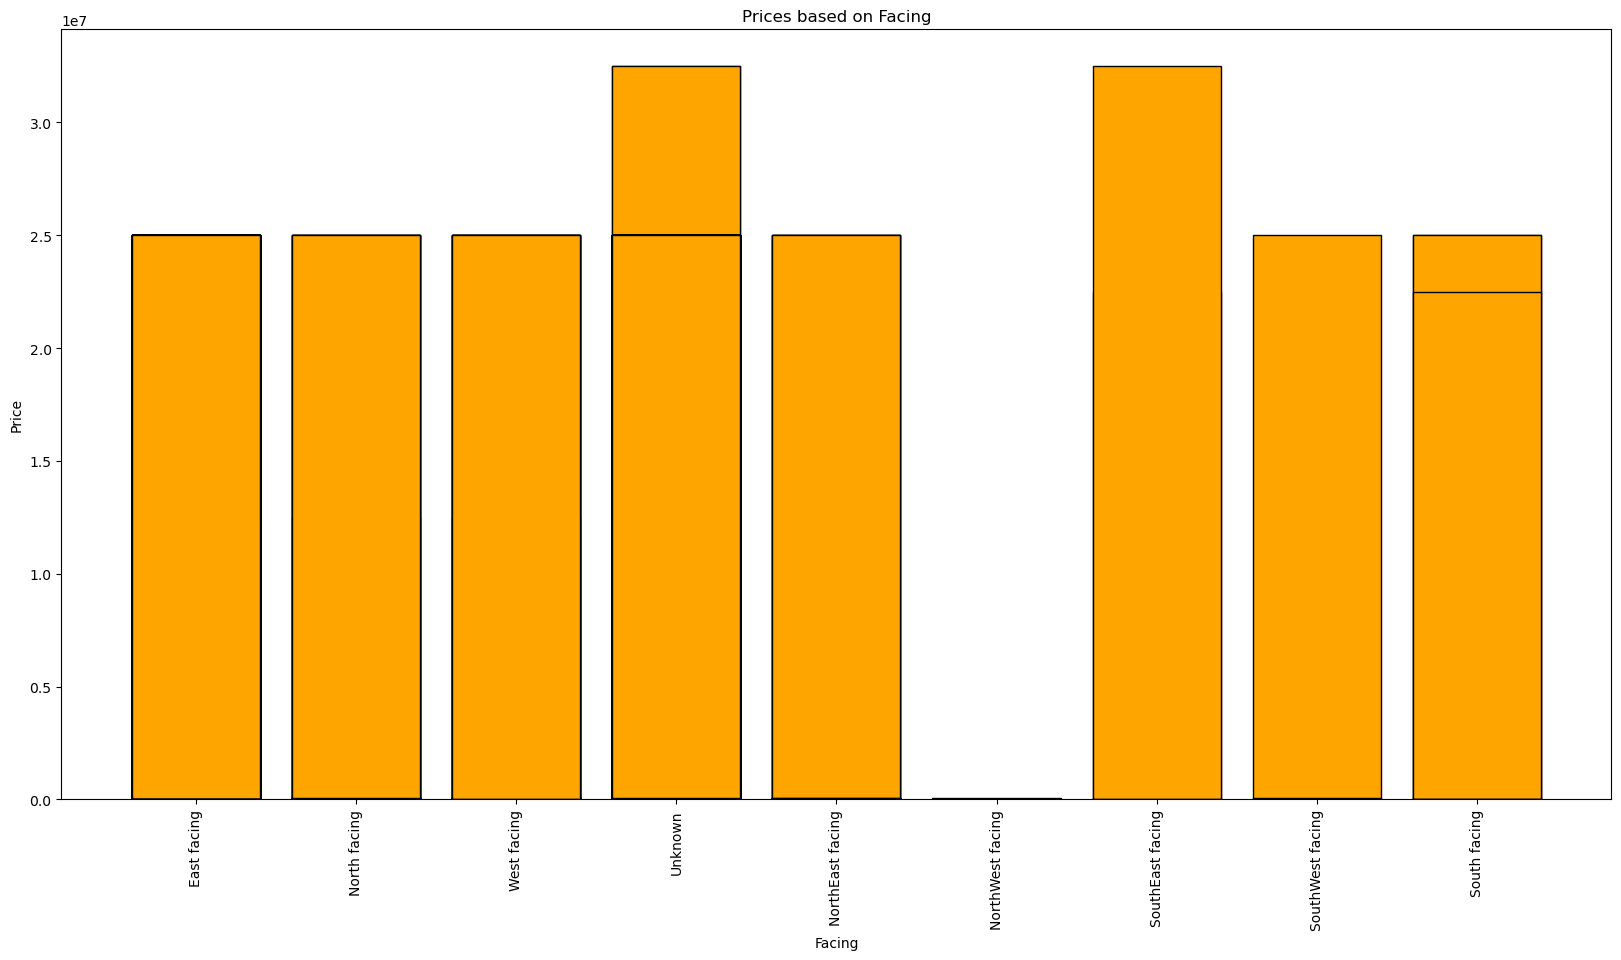 Prices based on Facing
1e7
3.0
2.5
2.0
1.5
1.0
0.5
0.0
Price
East facing
North facing
West facing
Unknown
NorthEast facing
NorthWest facing
SouthEast facing
SouthWest facing
South facing
Facing